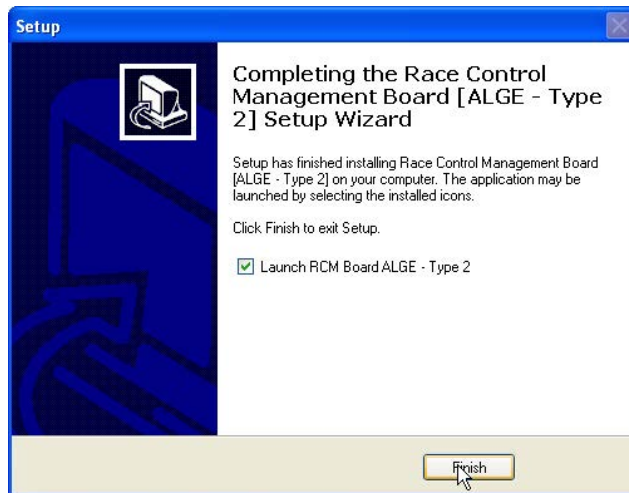 Setup
Completing the Race Control
Management Board [ALGE - Type
2] Setup Wizard
Setup has finished installing Race Control Management Board
[ALGE - Type 2] on your computer. The application may be
launched by selecting the installed icons.
Click Finish to exit Setup.
Launch RCM Board ALGE - Type 2
Finish